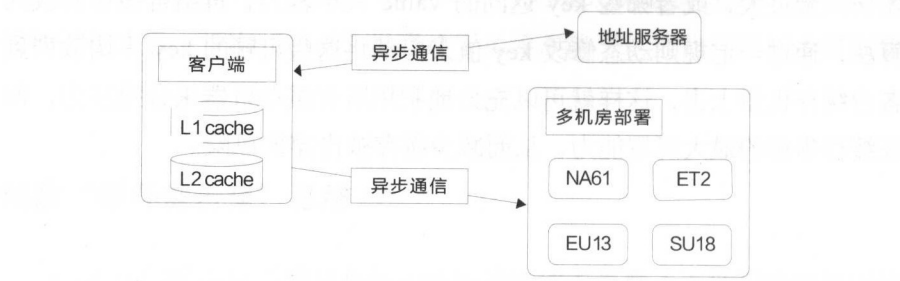 客户端
L1 cache
L2 cache
异步通信
地址服务器
异步通信
多机房部署
NA61
ET2
EU13
SU18